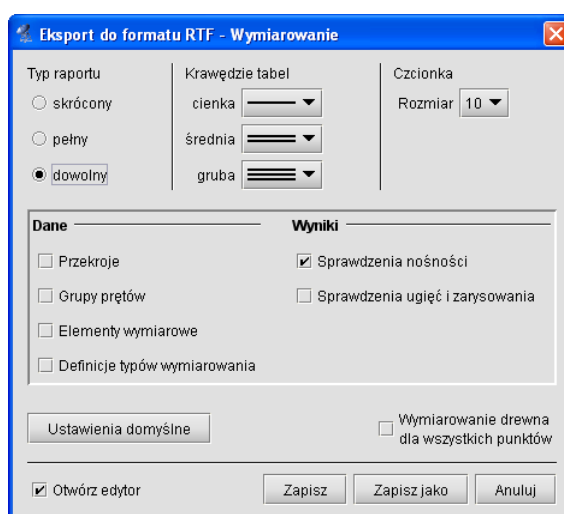 Eksport do formatu RTF - Wymiarowanie
Typ raportu
skrócony
pełny
dowolny
Krawędzie tabel
cienka
średnia
gruba
Czcionka
Rozmiar 10
Dane
Przekroje
Grupy prętów
Elementy wymiarowe
Definicje typów wymiarowania
Wyniki
Sprawdzenia nośności
Sprawdzenia ugięć i zarysowania
Ustawienia domyślne
Wymiarowanie drewna
dla wszystkich punktów
Otwórz edytor
Zapisz
Zapisz jako
Anuluj